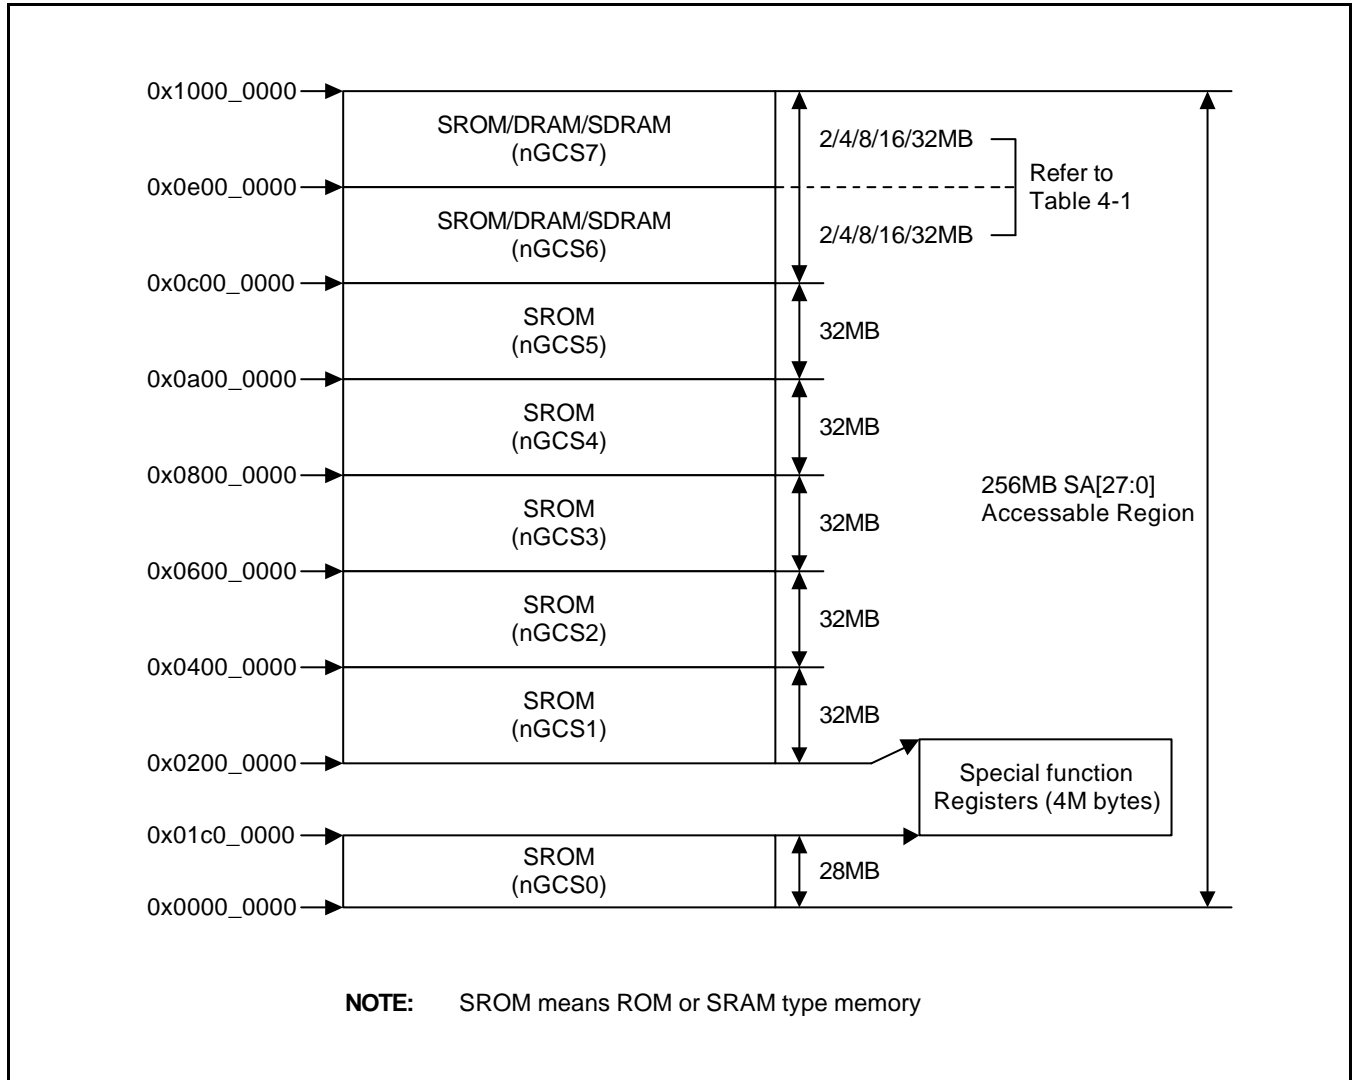 0x1000_0000
SROM/DRAM/SDRAM
(nGCS7)
2/4/8/16/32MB
Refer to
Table 4-1
0x0e00_0000
SROM/DRAM/SDRAM
(nGCS6)
2/4/8/16/32MB
0x0c00_0000
SROM
(nGCS5)
32MB
0x0a00_0000
SROM
(nGCS4)
32MB
0x0800_0000
256MB SA[27:0]
Accessable Region
SROM
(nGCS3)
32MB
0x0600_0000
SROM
(nGCS2)
32MB
0x0400_0000
SROM
(nGCS1)
32MB
0x0200_0000
Special function
Registers (4M bytes)
0x01c0_0000
SROM
(nGCS0)
28MB
0x0000_0000
NOTE: SROM means ROM or SRAM type memory